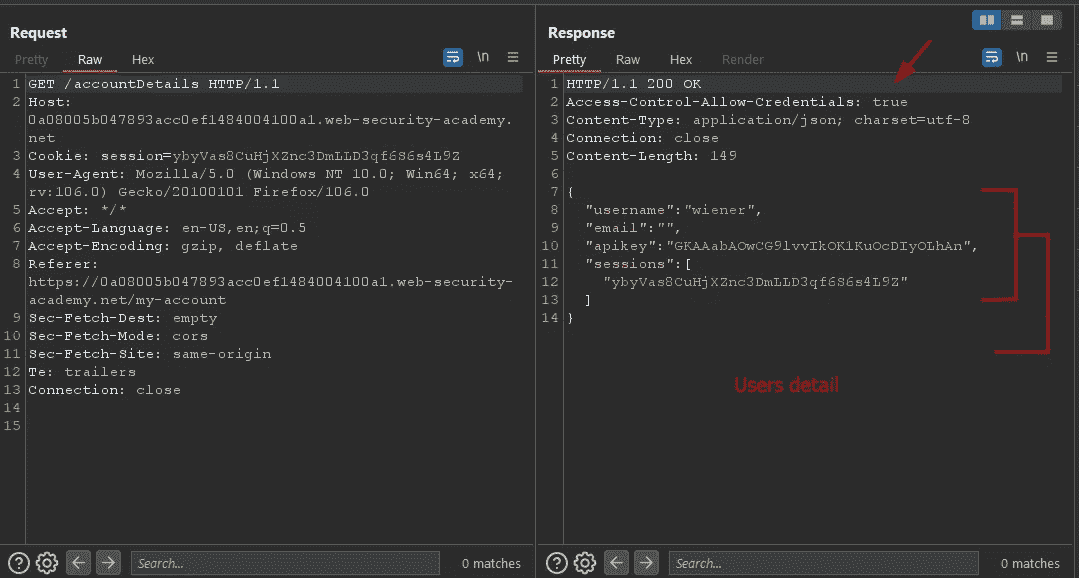 Request
Pretty Raw Hex
\n
1 GET /accountDetails HTTP/1.1
2 Host:
0a08005b047893acc0ef1484004100a1.web-security-academy.
net
3 Cookie: session=ybyVas8CuHjXZnc3DmLLD3qf6S6s4L9Z
4 User-Agent: Mozilla/5.0 (Windows NT 10.0; Win64; x64;
rv:106.0) Gecko/20100101 Firefox/106.0
5 Accept: */*
6 Accept-Language: en-US,en;q=0.5
7 Accept-Encoding: gzip, deflate
8 Referer:
https://0a08005b047893acc0ef1484004100a1.web-security-
academy.net/my-account
9 Sec-Fetch-Dest: empty
10 Sec-Fetch-Mode: cors
11 Sec-Fetch-Site: same-origin
12 Te: trailers
13 Connection: close
14
15
Search...
0 matches
Response
Pretty Raw Hex Render
\n
1 HTTP/1.1 200 OK
2 Access-Control-Allow-Credentials: true
3 Content-Type: application/json; charset=utf-8
4 Connection: close
5 Content-Length: 149
6
7 {
8 "username":"wiener",
9 "email":"",
10 "apikey":"GKAAabAOwCG9lvvIkOKlKuOcDIyOLhAn",
11 "sessions":[
12 "ybyVas8CuHjXZnc3DmLLD3qf6S6s4L9Z"
13 ]
14 }
Users detail
Search...
0 matches